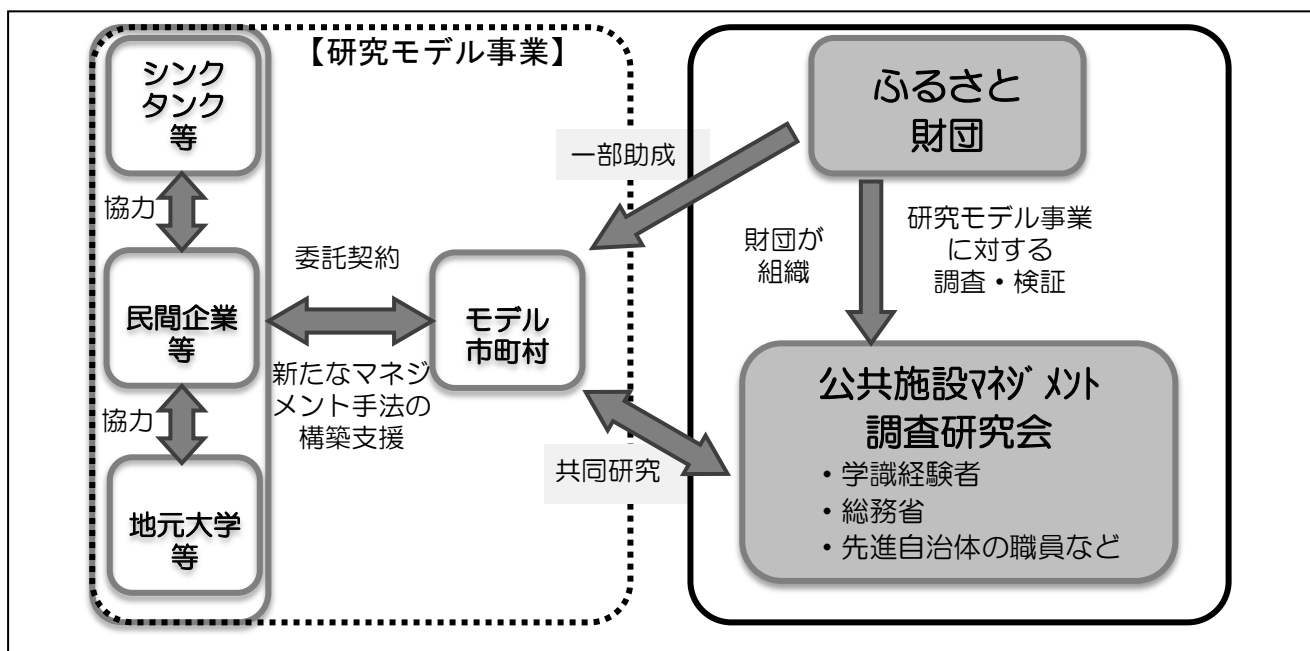 【研究モデル事業】
シンク
タンク
等
協力
民間企業
等
協力
地元大学
等
委託契約
新たなマネジ
メント手法の
構築支援
モデル
市町村
一部助成
共同研究
ふるさと
財団
財団が
組織
研究モデル事業
に対する
調査・検証
公共施設ﾏﾈｼﾞﾒﾝﾄ
調査研究会
・学識経験者
・総務省
・先進自治体の職員など